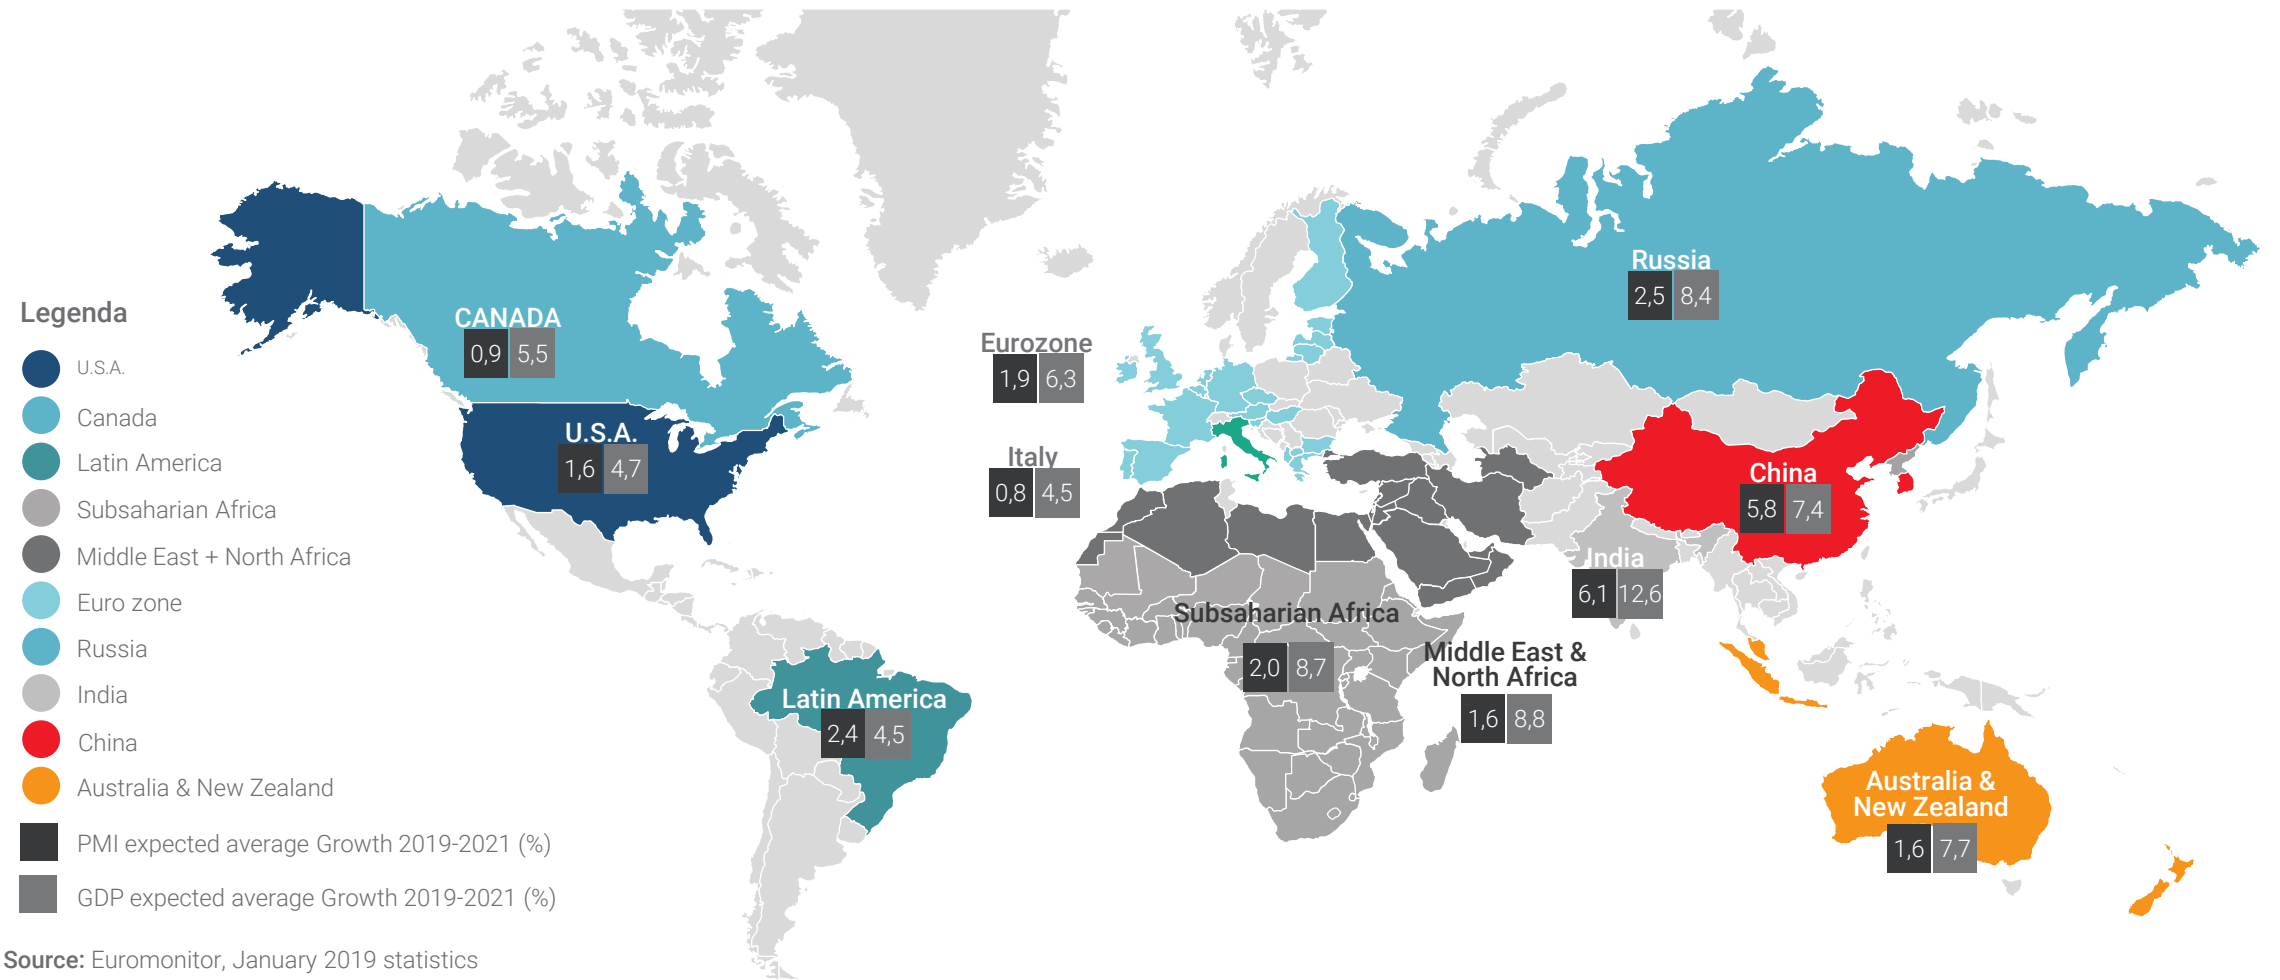 CANADA
0,9 5,5
U.S.A.
1,6 4,7
Latin America
2,4 4,5
Eurozone
1,9 6,3
Italy
0,8 4,5
Russia
2,5 8,4
China
5,8 7,4
India
6,1 12,6
Subsaharian Africa
2,0 8,7
Middle East &
North Africa
1,6 8,8
Australia &
New Zealand
1,6 7,7
Legenda
U.S.A.
Canada
Latin America
Subsaharian Africa
Middle East + North Africa
Euro zone
Russia
India
China
Australia & New Zealand
PMI expected average Growth 2019-2021 (%)
GDP expected average Growth 2019-2021 (%)
Source: Euromonitor, January 2019 statistics